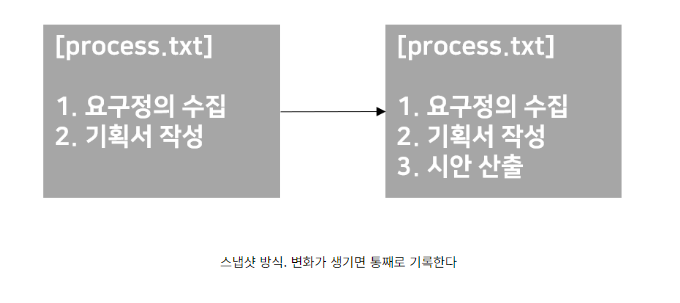 [process.txt]
1. 요구정의 수집
2. 기획서 작성
[process.txt]
1. 요구정의 수집
2. 기획서 작성
3. 시안 산출
스냅샷 방식. 변화가 생기면 통째로 기록한다